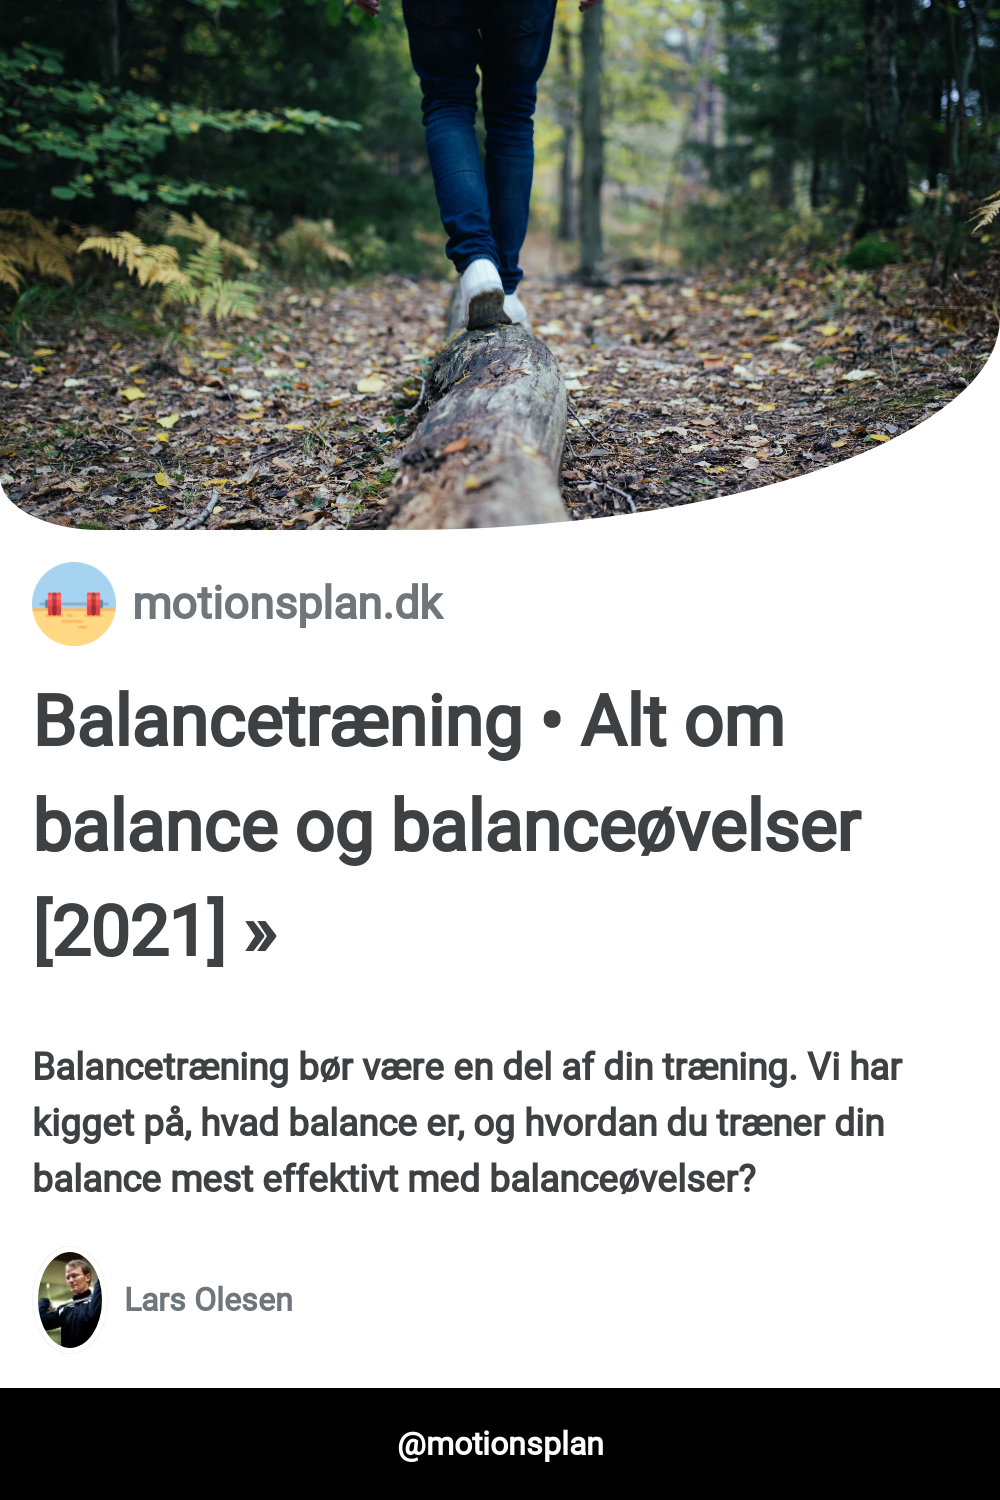 motionsplan.dk
Balancetræning • Alt om
balance og balanceøvelser
[2021] »
Balancetræning bør være en del af din træning. Vi har
kigget på, hvad balance er, og hvordan du træner din
balance mest effektivt med balanceøvelser?
Lars Olesen
@motionsplan